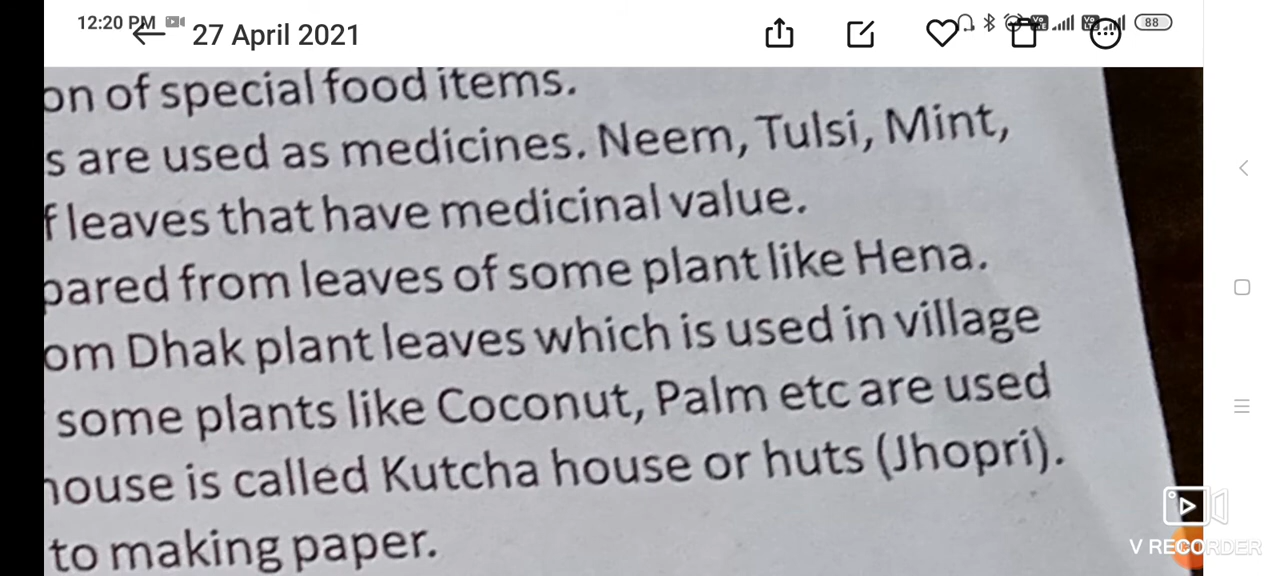 12:20 PM
27 April 2021
88
on of special food items.
s are used as medicines. Neem, Tulsi, Mint,
f leaves that have medicinal value.
pared from leaves of some plant like Hena.
om Dhak plant leaves which is used in village
some plants like Coconut, Palm etc are used
house is called Kutcha house or huts (Jhopri).
to making paper.
V RECORDER